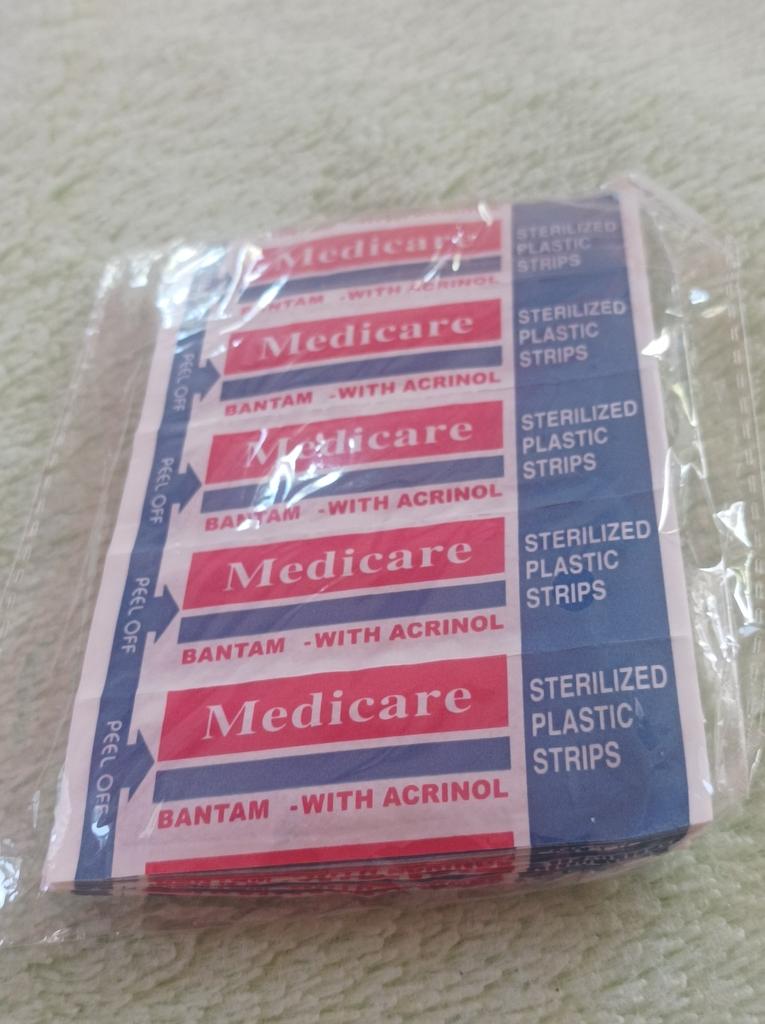 Medicare
BANTAM -WITH ACRINOL
STERILIZED
PLASTIC
STRIPS
PEEL OFF
Medicare
BANTAM -WITH ACRINOL
STERILIZED
PLASTIC
STRIPS
PEEL OFF
Medicare
BANTAM -WITH ACRINOL
STERILIZED
PLASTIC
STRIPS
PEEL OFF
Medicare
BANTAM -WITH ACRINOL
STERILIZED
PLASTIC
STRIPS
PEEL OFF
Medicare
BANTAM -WITH ACRINOL
STERILIZED
PLASTIC
STRIPS